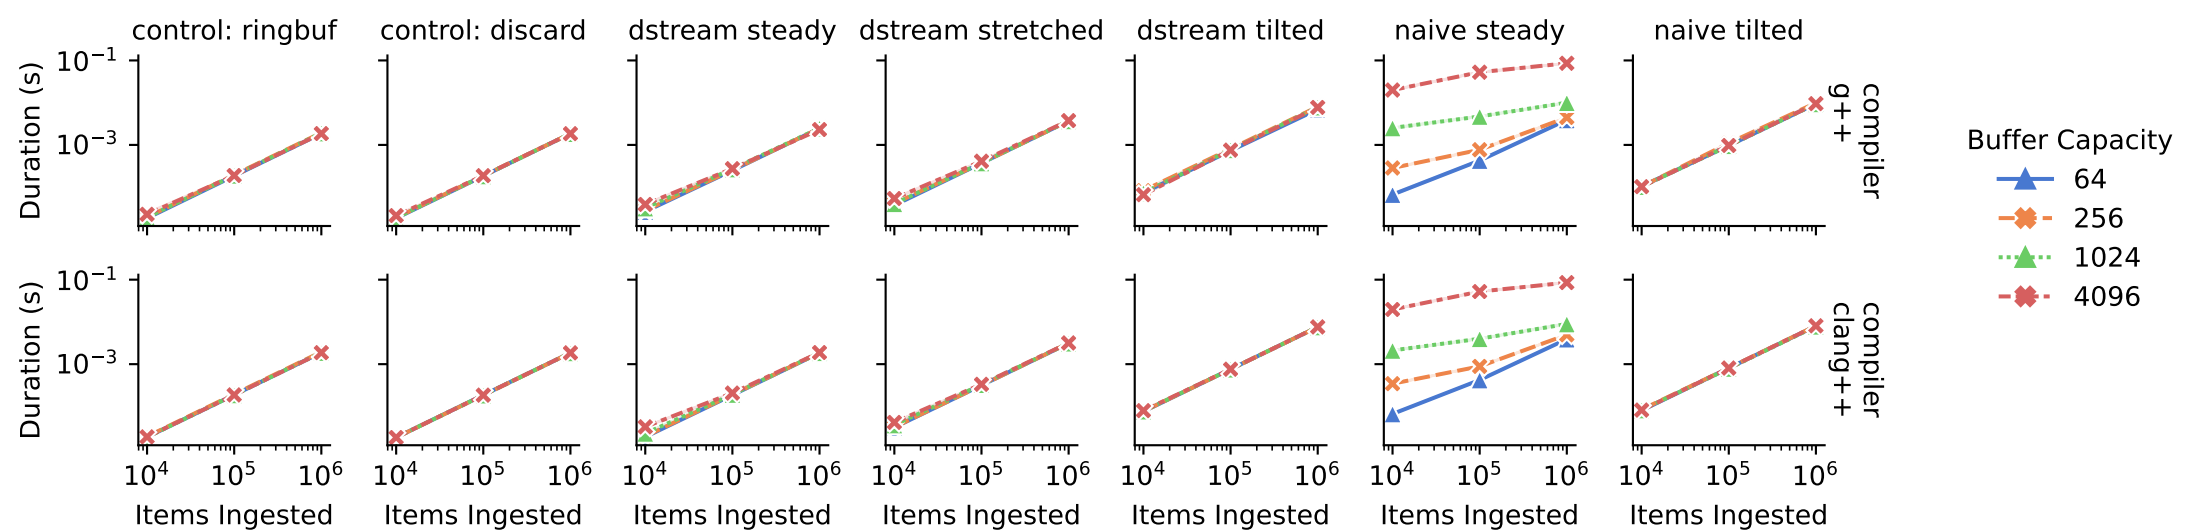 control: ringbuf
control: discard
dstream steady
dstream stretched
dstream tilted
naive steady
naive tilted
Duration (s)
10⁻¹
10⁻³
compiler
g++
Buffer Capacity
64
256
1024
4096
Duration (s)
10⁻¹
10⁻³
compiler
clang++
10⁴ 10⁵ 10⁶
10⁴ 10⁵ 10⁶
10⁴ 10⁵ 10⁶
10⁴ 10⁵ 10⁶
10⁴ 10⁵ 10⁶
10⁴ 10⁵ 10⁶
10⁴ 10⁵ 10⁶
Items Ingested
Items Ingested
Items Ingested
Items Ingested
Items Ingested
Items Ingested
Items Ingested